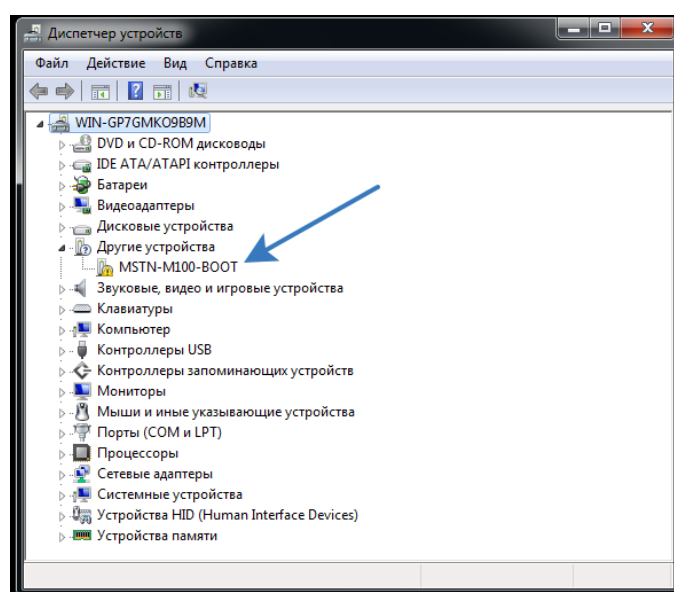 Диспетчер устройств
Файл Действие Вид Справка
WIN-GP7GMKO9B9M
DVD и CD-ROM дисководы
IDE ATA/ATAPI контроллеры
Батареи
Видеоадаптеры
Дисковые устройства
Другие устройства
MSTN-M100-BOOT
Звуковые, видео и игровые устройства
Клавиатуры
Компьютер
Контроллеры USB
Контроллеры запоминающих устройств
Мониторы
Мыши и иные указывающие устройства
Порты (COM и LPT)
Процессоры
Сетевые адаптеры
Системные устройства
Устройства HID (Human Interface Devices)
Устройства памяти